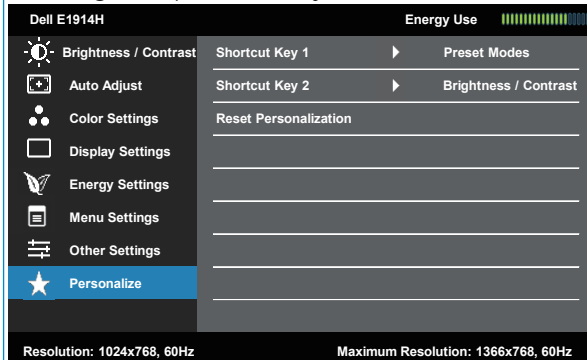 Dell E1914H Energy Use
Brightness / Contrast Shortcut Key 1 Preset Modes
Auto Adjust Shortcut Key 2 Brightness / Contrast
Color Settings Reset Personalization
Display Settings
Energy Settings
Menu Settings
Other Settings
Personalize
Resolution: 1024x768, 60Hz Maximum Resolution: 1366x768, 60Hz